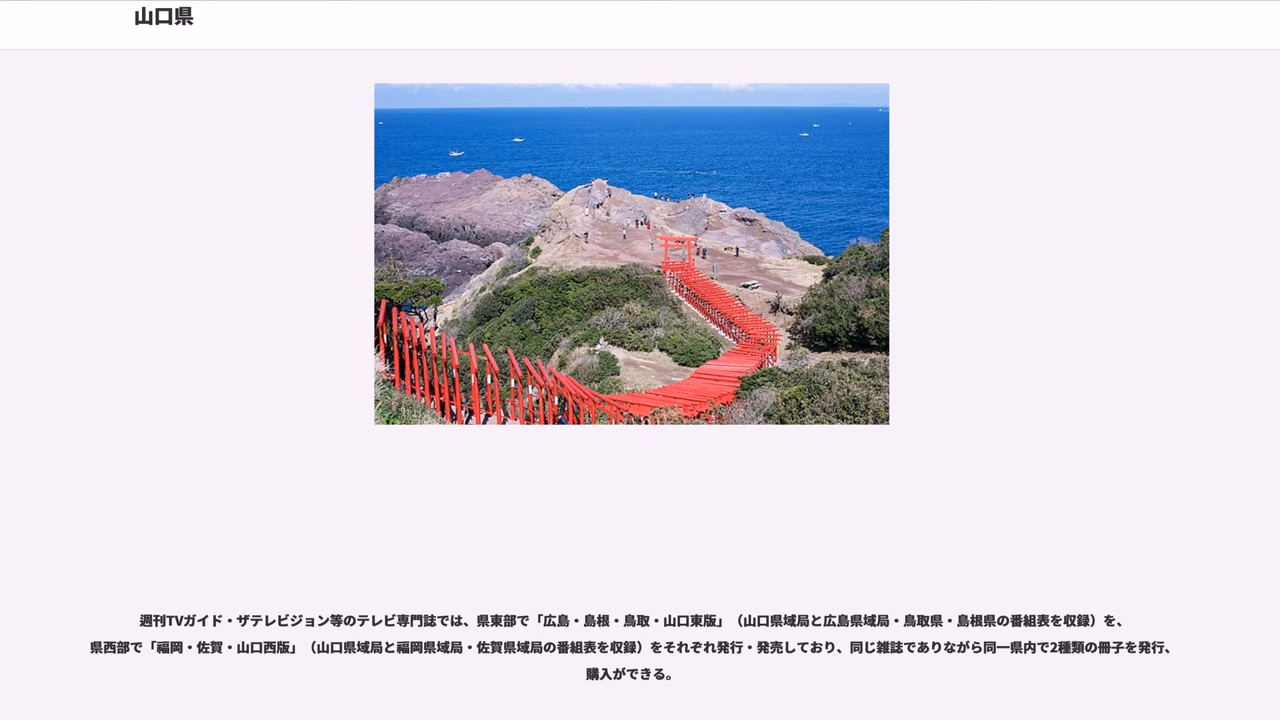 山口県
週刊TVガイド・ザテレビジョン等のテレビ専門誌では、県東部で「広島・島根・鳥取・山口東版」（山口県域局と広島県域局・鳥取県・島根県の番組表を収録）を、
県西部で「福岡・佐賀・山口西版」（山口県域局と福岡県域局・佐賀県域局の番組表を収録）をそれぞれ発行・発売しており、同じ雑誌でありながら同一県内で2種類の冊子を発行、
購入ができる。